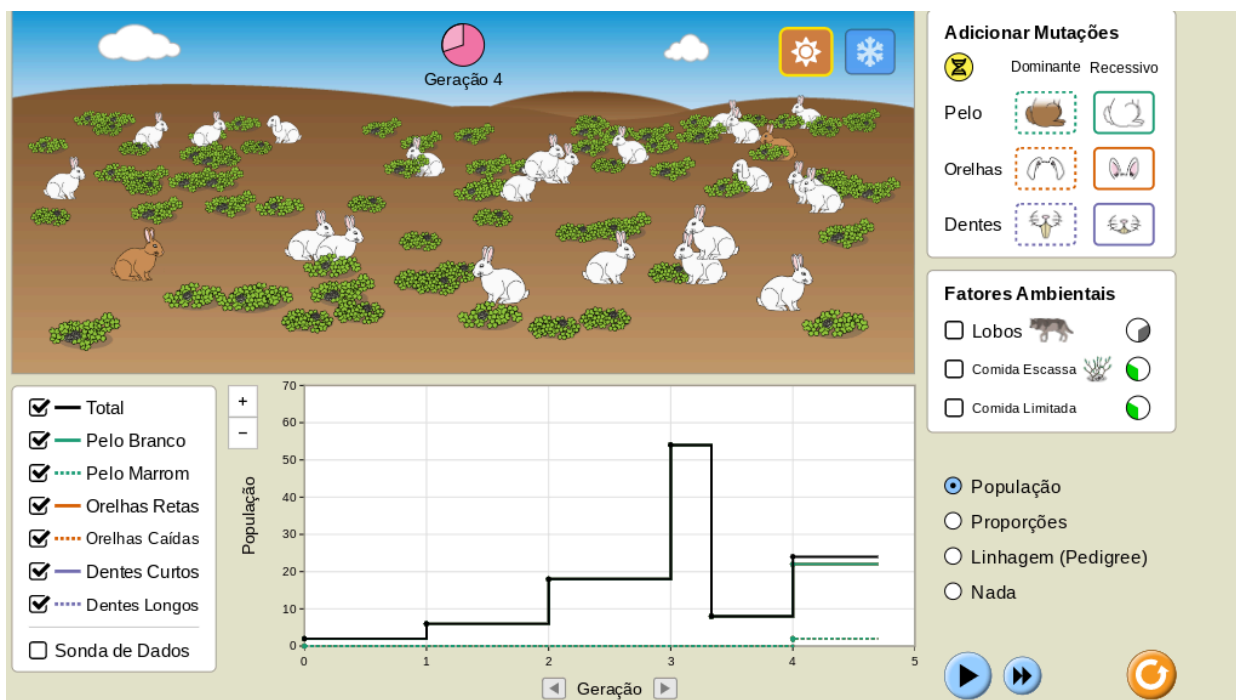 Geração 4
Adicionar Mutações
Dominante Recessivo
Pelo
Orelhas
Dentes
Fatores Ambientais
Lobos
Comida Escassa
Comida Limitada
Total
Pelo Branco
Pelo Marrom
Orelhas Retas
Orelhas Caídas
Dentes Curtos
Dentes Longos
Sonda de Dados
+
−
População
70
60
50
40
30
20
10
0
0 1 2 3 4 5
Geração
População
Proporções
Linhagem (Pedigree)
Nada